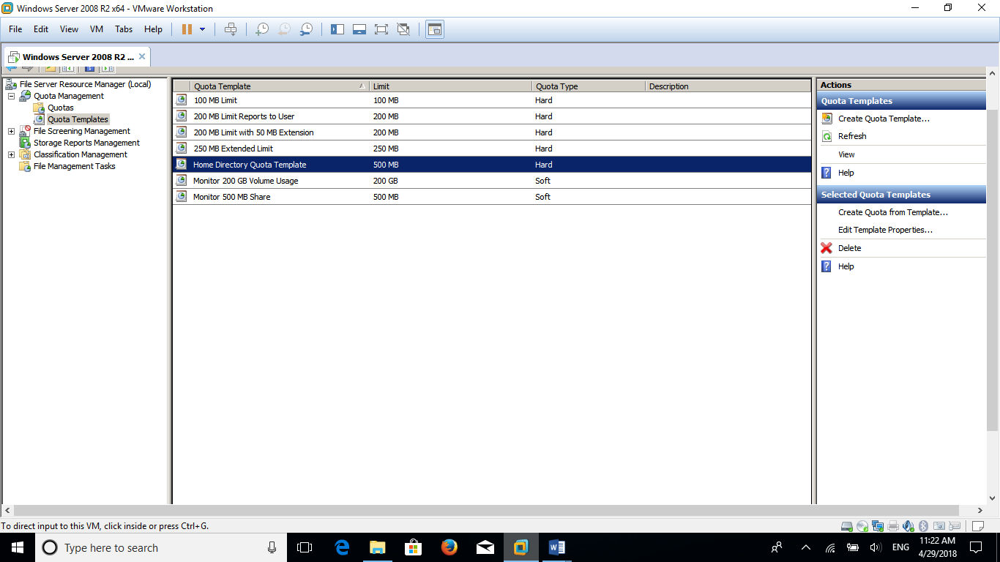 Windows Server 2008 R2 x64 - VMware Workstation
File Edit View VM Tabs Help
Windows Server 2008 R2 ...
File Server Resource Manager (Local)
Quota Management
Quotas
Quota Templates
File Screening Management
Storage Reports Management
Classification Management
File Management Tasks
Quota Template Limit Quota Type Description
100 MB Limit 100 MB Hard
200 MB Limit Reports to User 200 MB Hard
200 MB Limit with 50 MB Extension 200 MB Hard
250 MB Extended Limit 250 MB Hard
Home Directory Quota Template 500 MB Hard
Monitor 200 GB Volume Usage 200 GB Soft
Monitor 500 MB Share 500 MB Soft
Actions
Quota Templates
Create Quota Template...
Refresh
View
Help
Selected Quota Templates
Create Quota from Template...
Edit Template Properties...
Delete
Help
To direct input to this VM, click inside or press Ctrl+G.
Type here to search
ENG
11:22 AM
4/29/2018